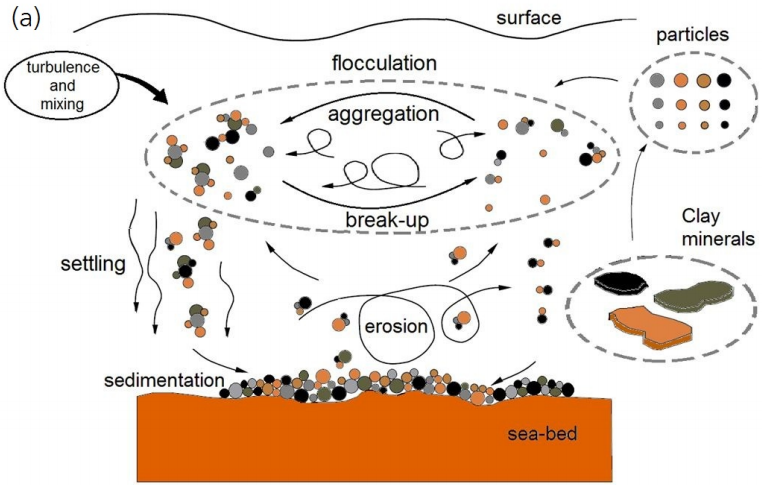 (a)
surface
particles
turbulence
and
mixing
flocculation
aggregation
break-up
Clay
minerals
settling
erosion
sedimentation
sea-bed